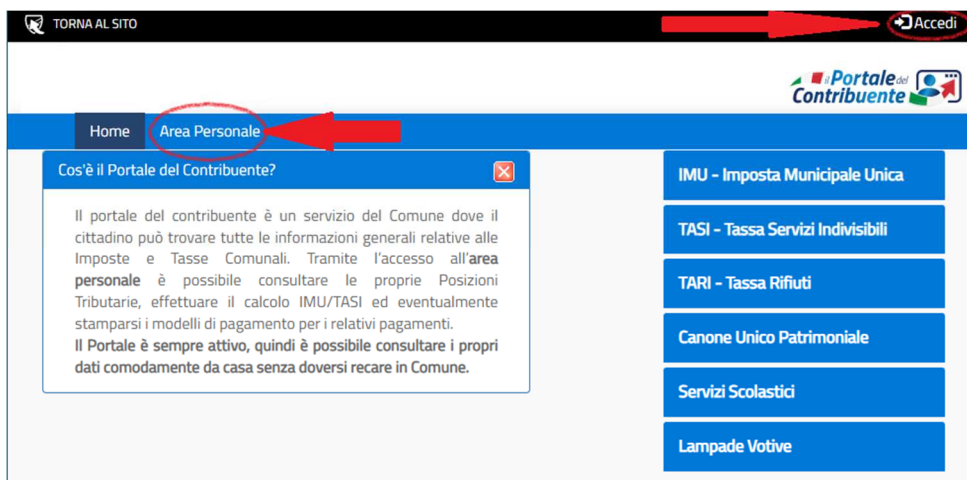 TORNA AL SITO
Accedi
il Portale del
Contribuente
Home
Area Personale
Cos'è il Portale del Contribuente?
Il portale del contribuente è un servizio del Comune dove il
cittadino può trovare tutte le informazioni generali relative alle
Imposte e Tasse Comunali. Tramite l'accesso all'area
personale è possibile consultare le proprie Posizioni
Tributarie, effettuare il calcolo IMU/TASI ed eventualmente
stamparsi i modelli di pagamento per i relativi pagamenti.
Il Portale è sempre attivo, quindi è possibile consultare i propri
dati comodamente da casa senza doversi recare in Comune.
IMU - Imposta Municipale Unica
TASI - Tassa Servizi Indivisibili
TARI - Tassa Rifiuti
Canone Unico Patrimoniale
Servizi Scolastici
Lampade Votive